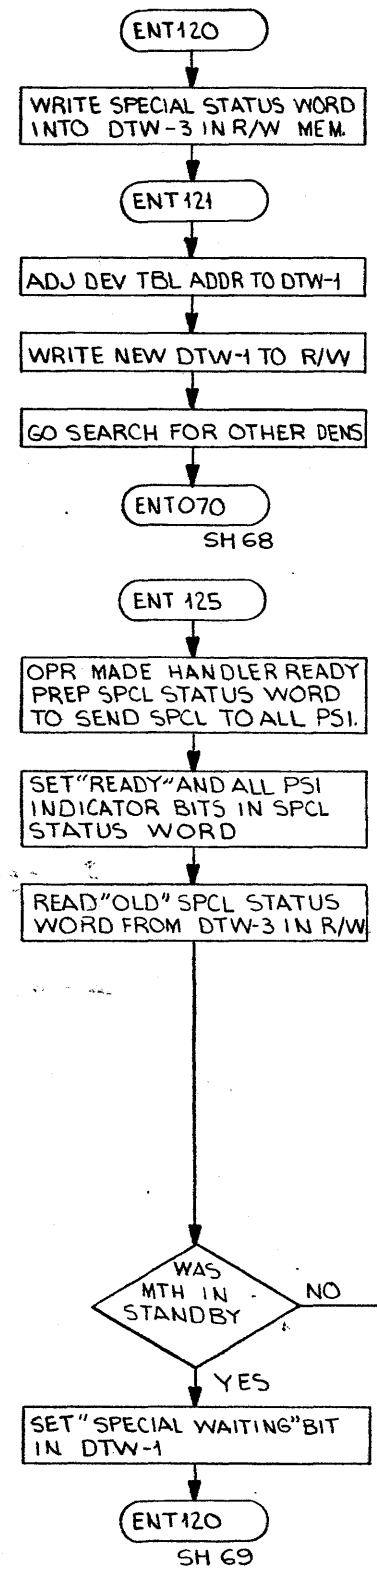 ENT120
WRITE SPECIAL STATUS WORD
INTO DTW-3 IN R/W MEM.
ENT121
ADJ DEV TBL ADDR TO DTW-1
WRITE NEW DTW-1 TO R/W
GO SEARCH FOR OTHER DENS
ENT070
SH 68
ENT 125
OPR MADE HANDLER READY
PREP SPCL STATUS WORD
TO SEND SPCL TO ALL PSI.
SET "READY" AND ALL PSI
INDICATOR BITS IN SPCL
STATUS WORD
READ "OLD" SPCL STATUS
WORD FROM DTW-3 IN R/W
WAS
MTH IN
STANDBY
NO
YES
SET "SPECIAL WAITING" BIT
IN DTW-1
ENT120
SH 69